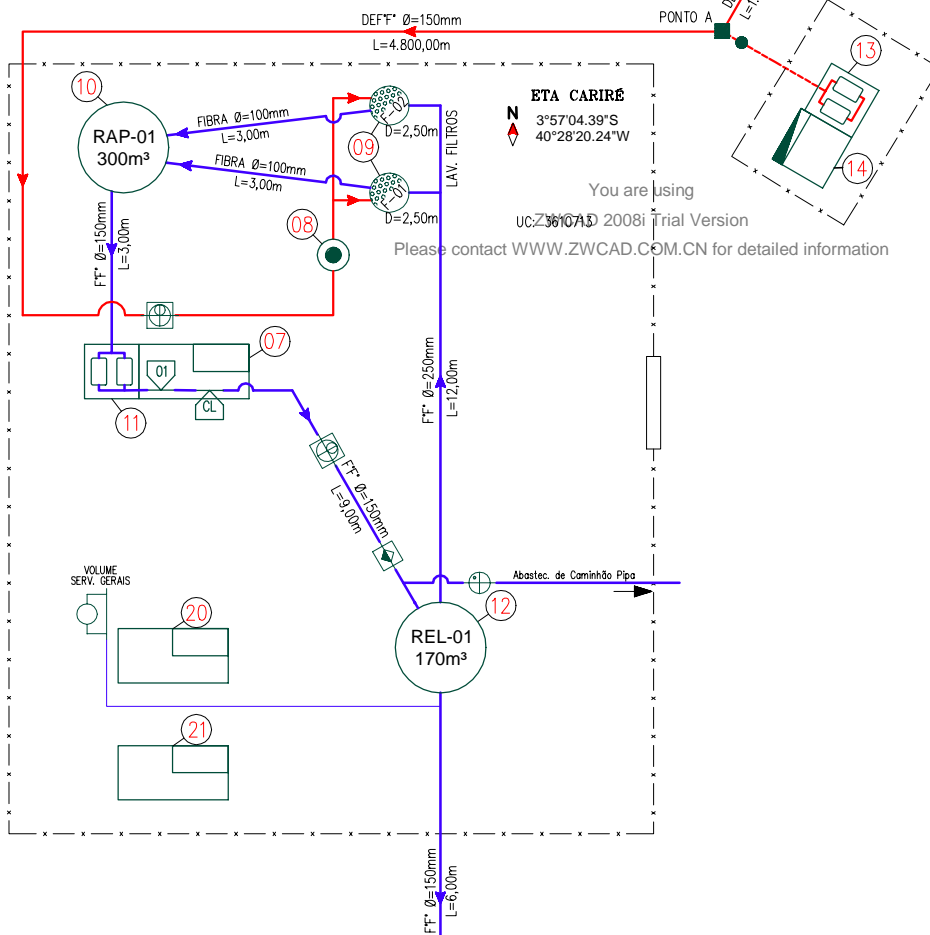 DEF°F° Ø=150mm
L=4.800,00m
PONTO A
13
14
10
RAP-01
300m³
FIBRA Ø=100mm
L=3,00m
FIBRA Ø=100mm
L=3,00m
F-02
D=2,50m
09
F-01
D=2,50m
LAV. FILTROS
ETA CARIRÉ
N
3°57'04.39"S
40°28'20.24"W
UC: 3610713
You are using
ZWCAD 2008i Trial Version
Please contact WWW.ZWCAD.COM.CN for detailed information
08
F°F° Ø=150mm
L=3,00m
07
01
CL
11
F°F° Ø=250mm
L=12,00m
F°F° Ø=150mm
L=9,00m
Abastec. de Caminhão Pipa
12
REL-01
170m³
VOLUME
SERV. GERAIS
20
21
F°F° Ø=150mm
L=6,00m